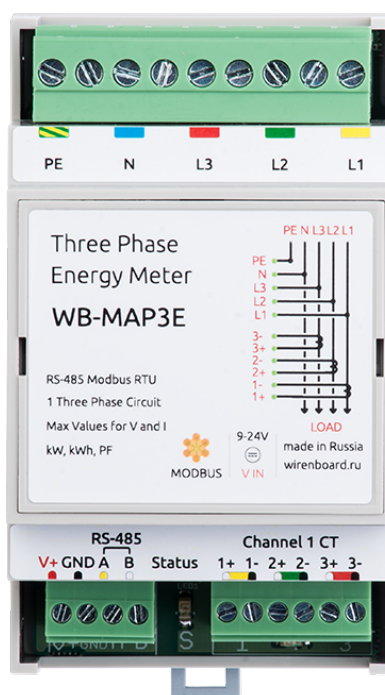 PE N L3 L2 L1
Three Phase
Energy Meter
WB-MAP3E
PE N L3 L2 L1
PE
N
L3
L2
L1
3-
3+
2-
2+
1-
1+
LOAD
RS-485 Modbus RTU
1 Three Phase Circuit
Max Values for V and I
kW, kWh, PF
MODBUS
9-24V
V IN
made in Russia
wirenboard.ru
RS-485
V+ GND A B Status
Channel 1 CT
1+ 1- 2+ 2- 3+ 3-